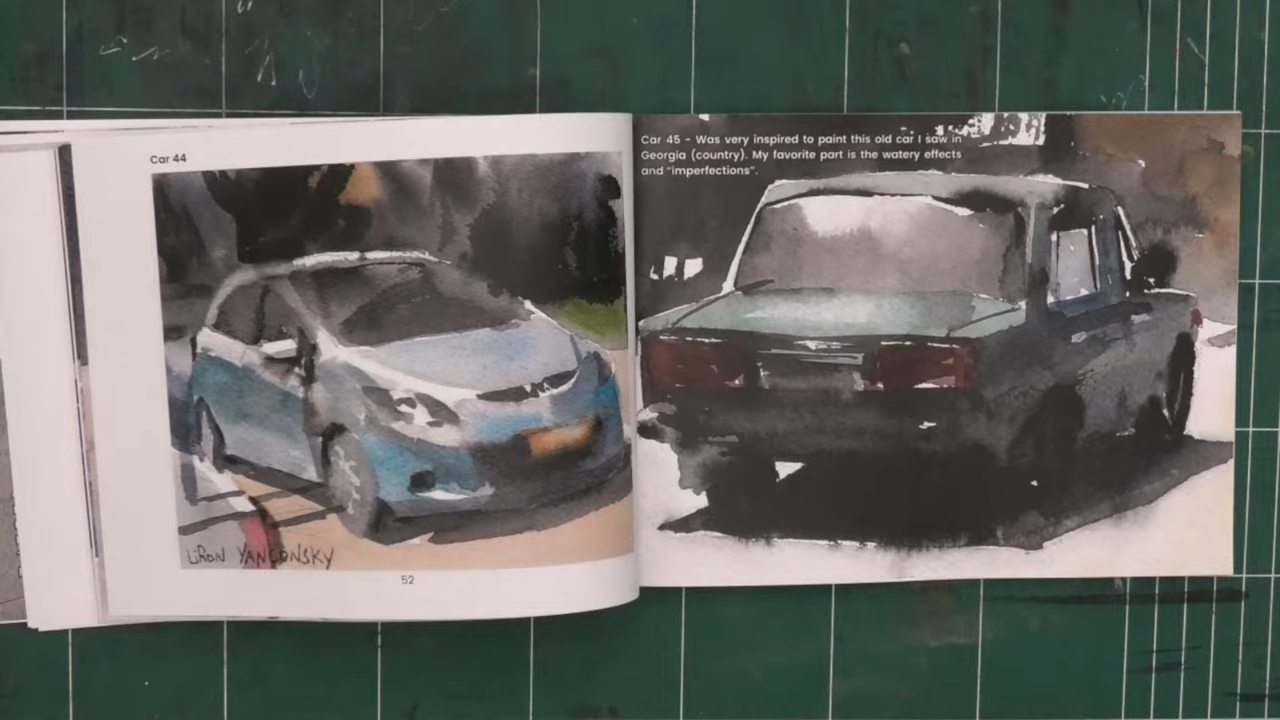 Car 44
LiRON YANCONSKY
52
Car 45 - Was very inspired to paint this old car I saw in
Georgia (country). My favorite part is the watery effects
and "imperfections".